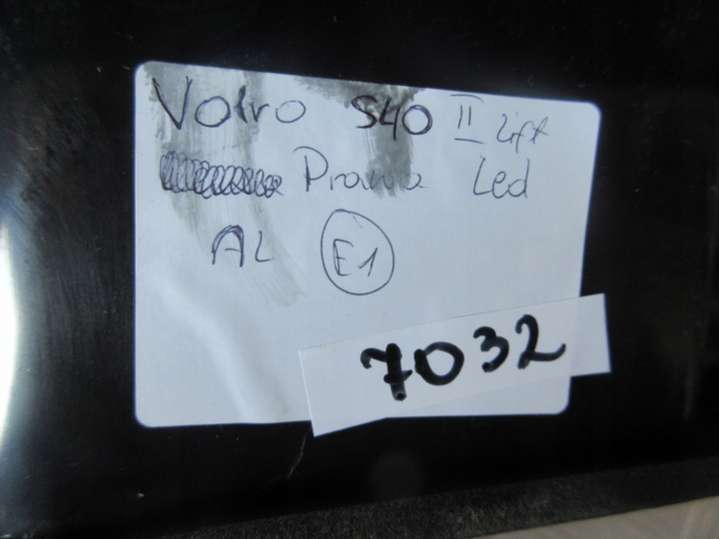 Volvo S40 II Lift
Prawa Led
AL E1
7032